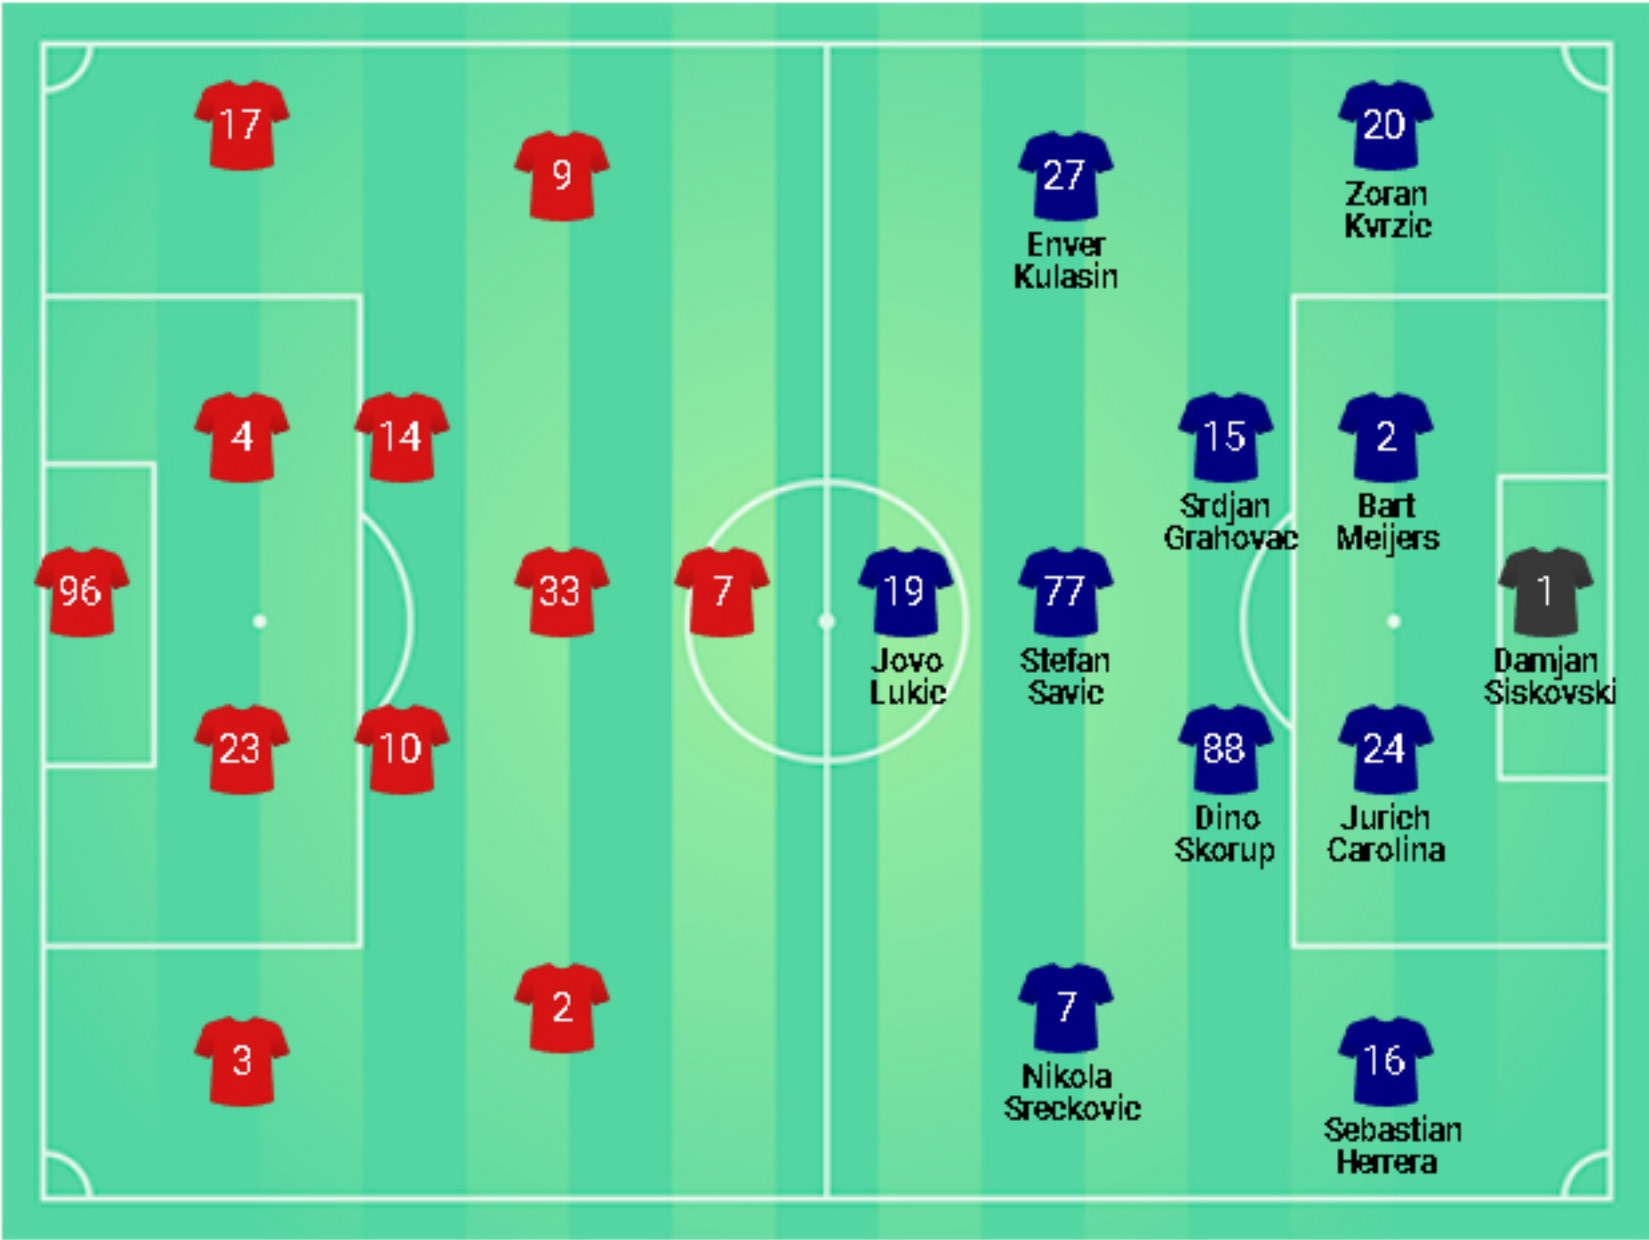 17
9
27
Enver
Kulasin
20
Zoran
Kvrzic
4
14
15
Srdjan
Grahovac
2
Bart
Meijers
96
33
7
19
Jovo
Lukic
77
Stefan
Savic
1
Damjan
Siskovski
23
10
88
Dino
Skorup
24
Jurich
Carolina
3
2
7
Nikola
Sreckovic
16
Sebastian
Herrera